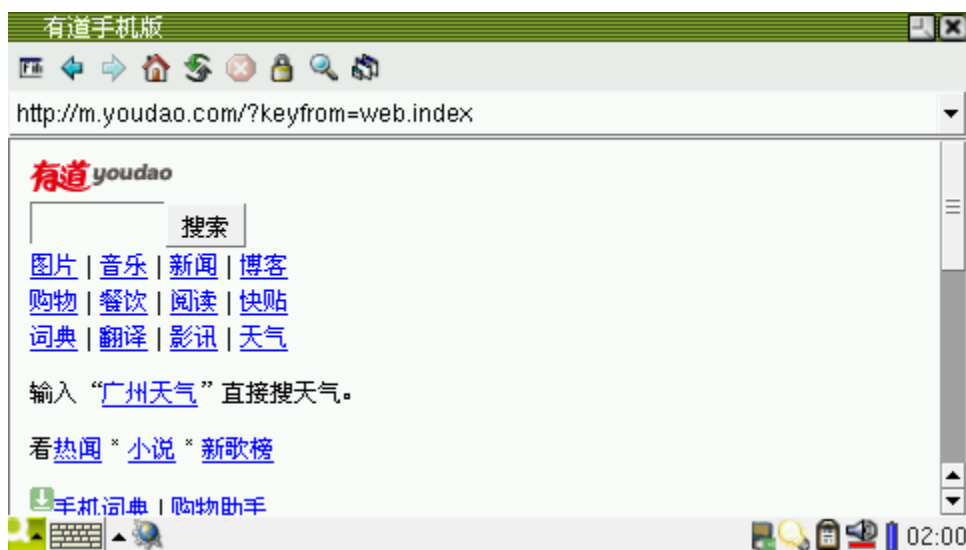 有道手机版
File
http://m.youdao.com/?keyfrom=web.index
有道 youdao
搜索
图片 | 音乐 | 新闻 | 博客
购物 | 餐饮 | 阅读 | 快贴
词典 | 翻译 | 影讯 | 天气
输入 “广州天气” 直接搜天气。
看热闻 * 小说 * 新歌榜
手机词典 | 购物助手
02:00